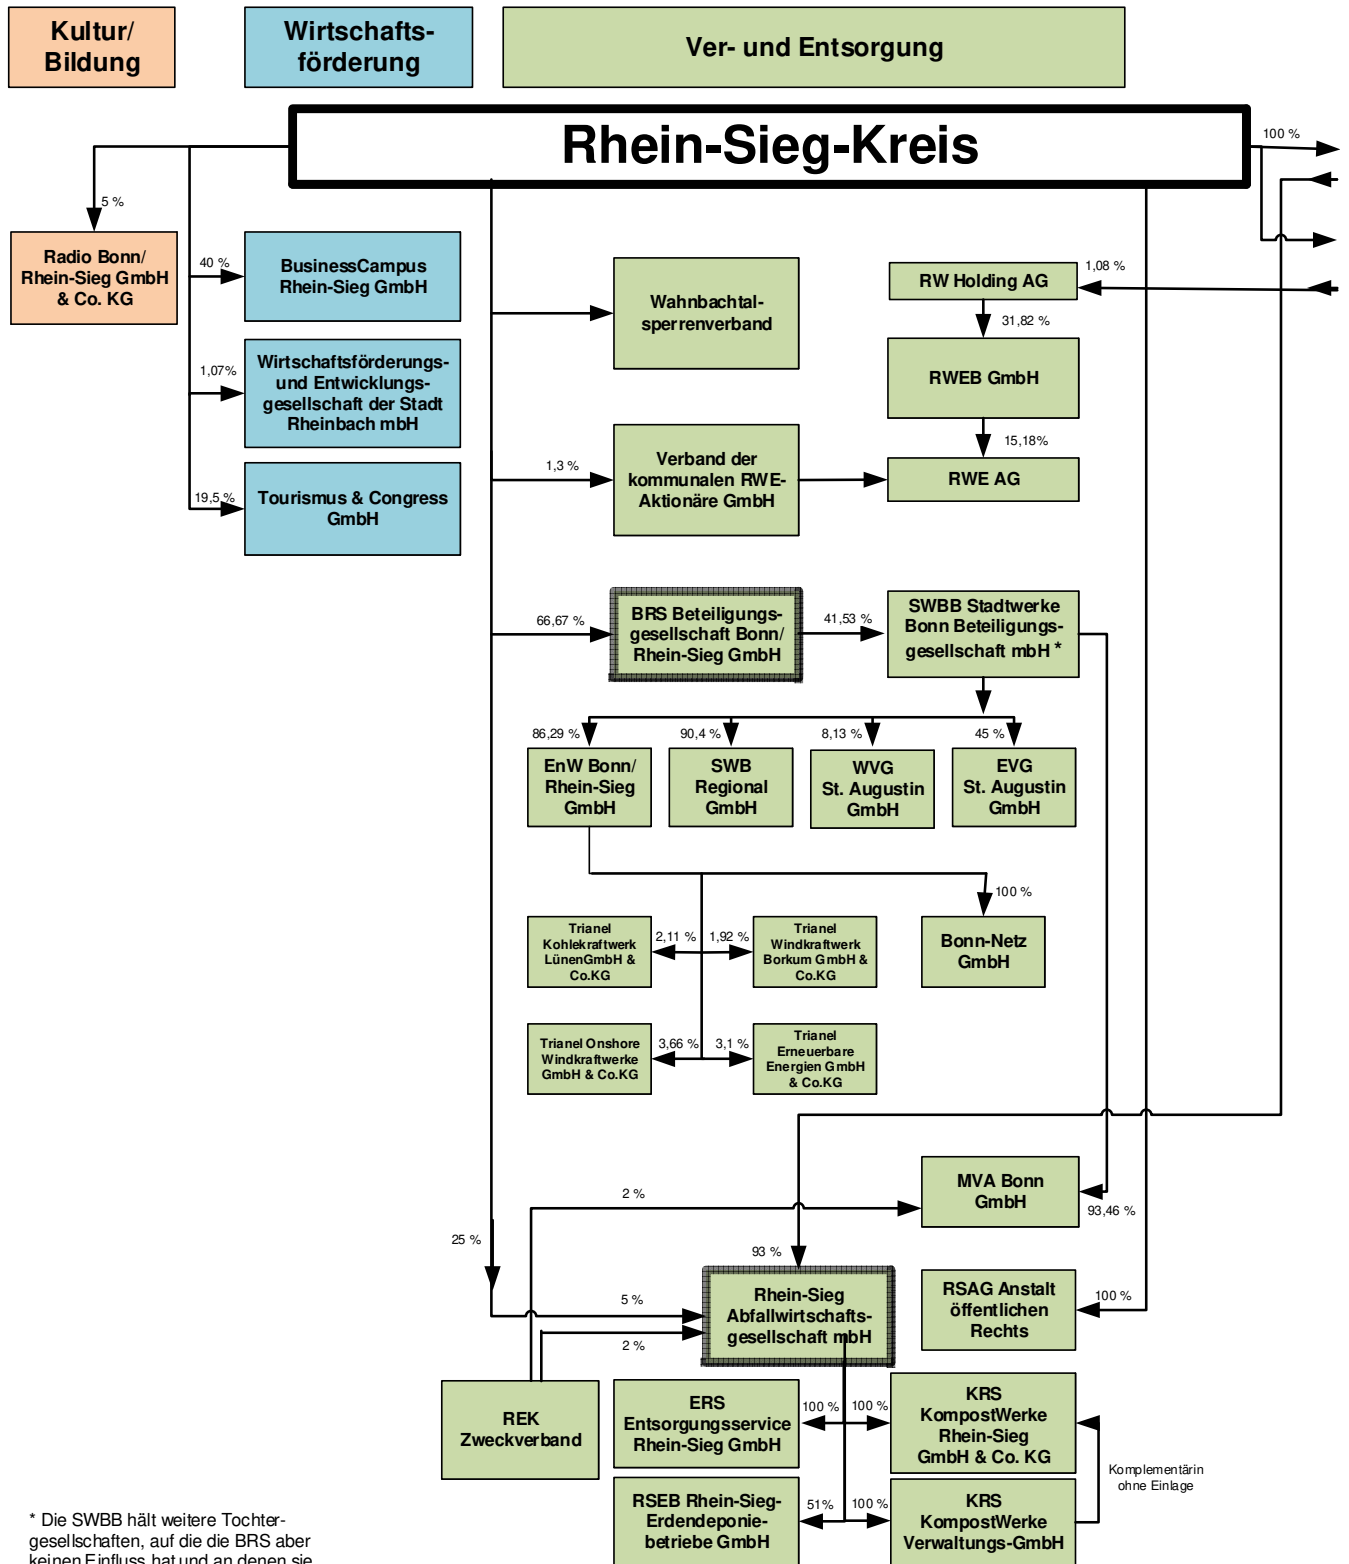 Kultur/
Bildung
Wirtschafts-
förderung
Ver- und Entsorgung
Rhein-Sieg-Kreis
100 %
5 %
Radio Bonn/
Rhein-Sieg GmbH
& Co. KG
40 %
BusinessCampus
Rhein-Sieg GmbH
1,07%
Wirtschaftsförderungs-
und Entwicklungs-
gesellschaft der Stadt
Rheinbach mbH
19,5 %
Tourismus & Congress
GmbH
Wahnbachtal-
sperrenverband
RW Holding AG
1,08 %
31,82 %
RWEB GmbH
15,18%
1,3 %
Verband der
kommunalen RWE-
Aktionäre GmbH
RWE AG
66,67 %
BRS Beteiligungs-
gesellschaft Bonn/
Rhein-Sieg GmbH
41,53 %
SWBB Stadtwerke
Bonn Beteiligungs-
gesellschaft mbH *
86,29 %
90,4 %
8,13 %
45 %
EnW Bonn/
Rhein-Sieg
GmbH
SWB
Regional
GmbH
WVG
St. Augustin
GmbH
EVG
St. Augustin
GmbH
100 %
Trianel
Kohlekraftwerk
LünenGmbH &
Co.KG
2,11 %
1,92 %
Trianel
Windkraftwerk
Borkum GmbH &
Co.KG
Bonn-Netz
GmbH
Trianel Onshore
Windkraftwerke
GmbH & Co.KG
3,66 %
3,1 %
Trianel
Erneuerbare
Energien GmbH
& Co.KG
2 %
MVA Bonn
GmbH
93,46 %
25 %
93 %
5 %
2 %
Rhein-Sieg
Abfallwirtschafts-
gesellschaft mbH
RSAG Anstalt
öffentlichen
Rechts
100 %
REK
Zweckverband
ERS
Entsorgungsservice
Rhein-Sieg GmbH
100 %
100 %
KRS
KompostWerke
Rhein-Sieg
GmbH & Co. KG
Komplementärin
ohne Einlage
RSEB Rhein-Sieg-
Erdendeponie-
betriebe GmbH
51%
100 %
KRS
KompostWerke
Verwaltungs-GmbH
* Die SWBB hält weitere Tochter-
gesellschaften, auf die die BRS aber
keinen Einfluss hat und an denen sie